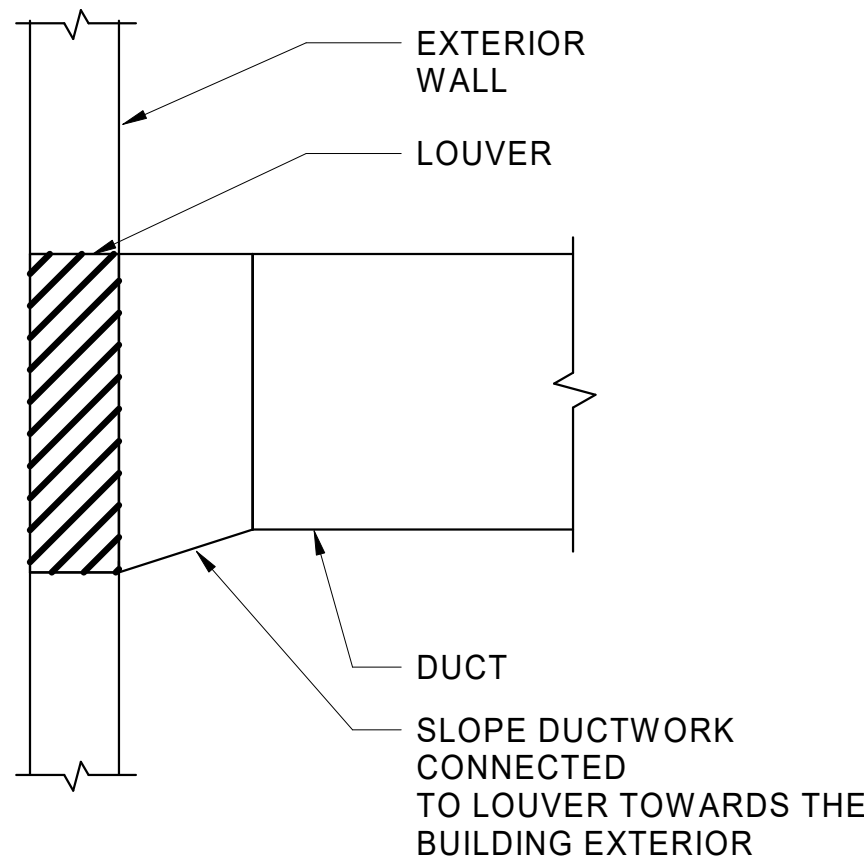 EXTERIOR
WALL
LOUVER
DUCT
SLOPE DUCTWORK
CONNECTED
TO LOUVER TOWARDS THE
BUILDING EXTERIOR